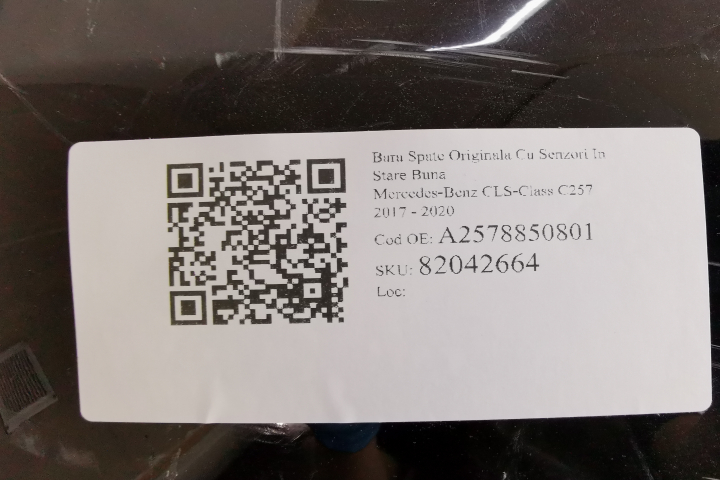 Bara Spate Originala Cu Senzori In
Stare Buna
Mercedes-Benz CLS-Class C257
2017 - 2020
Cod OE: A2578850801
SKU: 82042664
Loc: